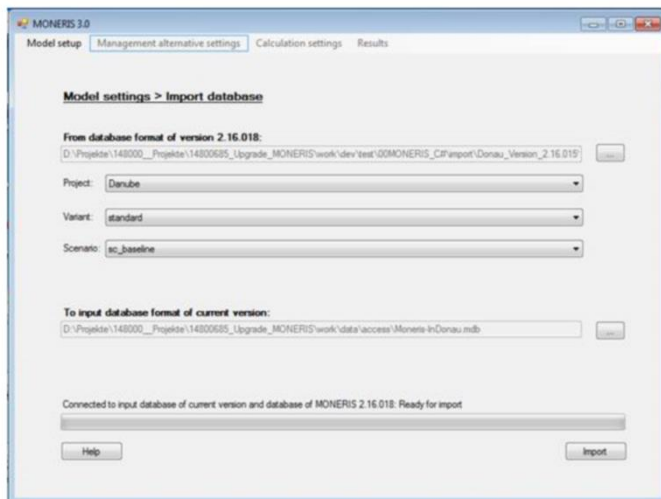 MONERIS 3.0
Model setup Management alternative settings Calculation settings Results
Model settings > Import database
From database format of version 2.16.018:
D:\Projekte\148000__Projekte\14800685_Upgrade_MONERIS\work\dev\test\00MONERIS_C#\import\Donau_Version_2.16.015\
...
Project: Danube
Variant: standard
Scenario: sc_baseline
To input database format of current version:
D:\Projekte\148000__Projekte\14800685_Upgrade_MONERIS\work\data\access\Moneris-InDonau.mdb
...
Connected to input database of current version and database of MONERIS 2.16.018: Ready for import
Help Import